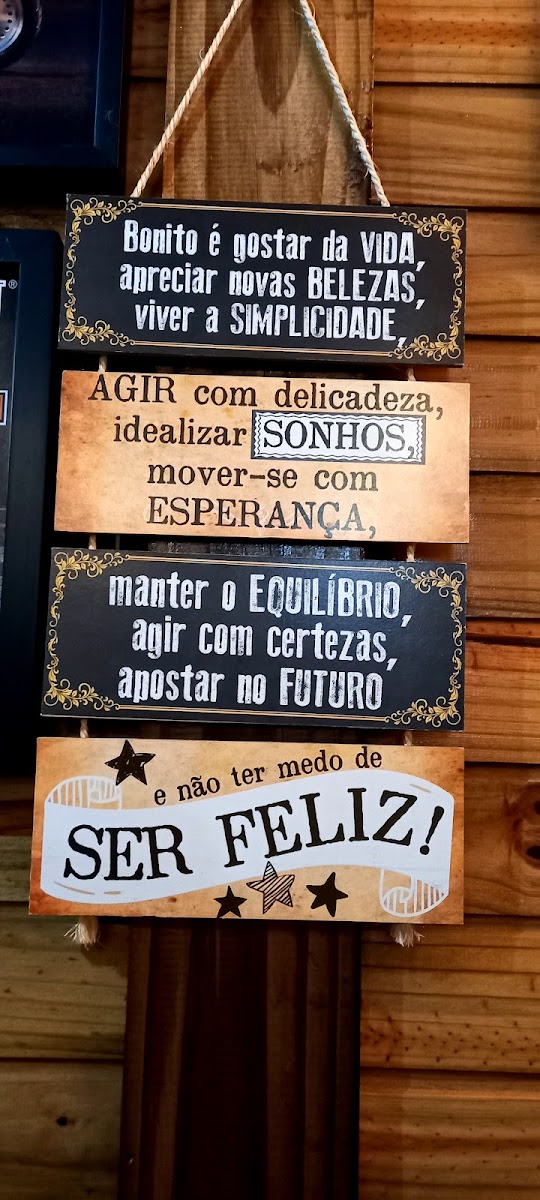 Bonito é gostar da VIDA,
apreciar novas BELEZAS,
viver a SIMPLICIDADE,
AGIR com delicadeza,
idealizar SONHOS,
mover-se com
ESPERANÇA,
manter o EQUILÍBRIO,
agir com certezas,
apostar no FUTURO
e não ter medo de
SER FELIZ!